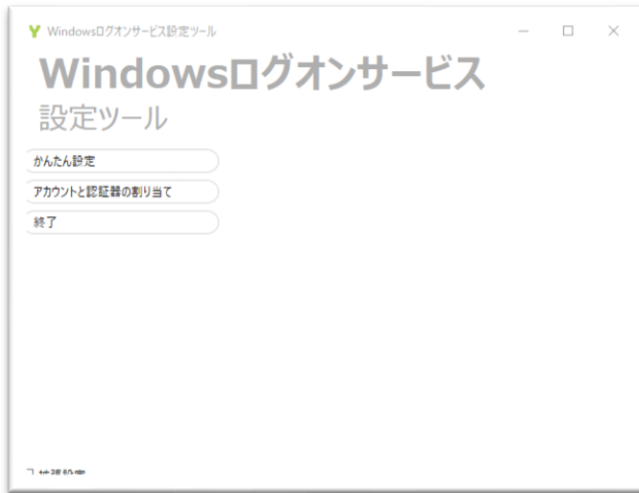 Windowsログオンサービス設定ツール
Windowsログオンサービス
設定ツール
かんたん設定
アカウントと認証器の割り当て
終了